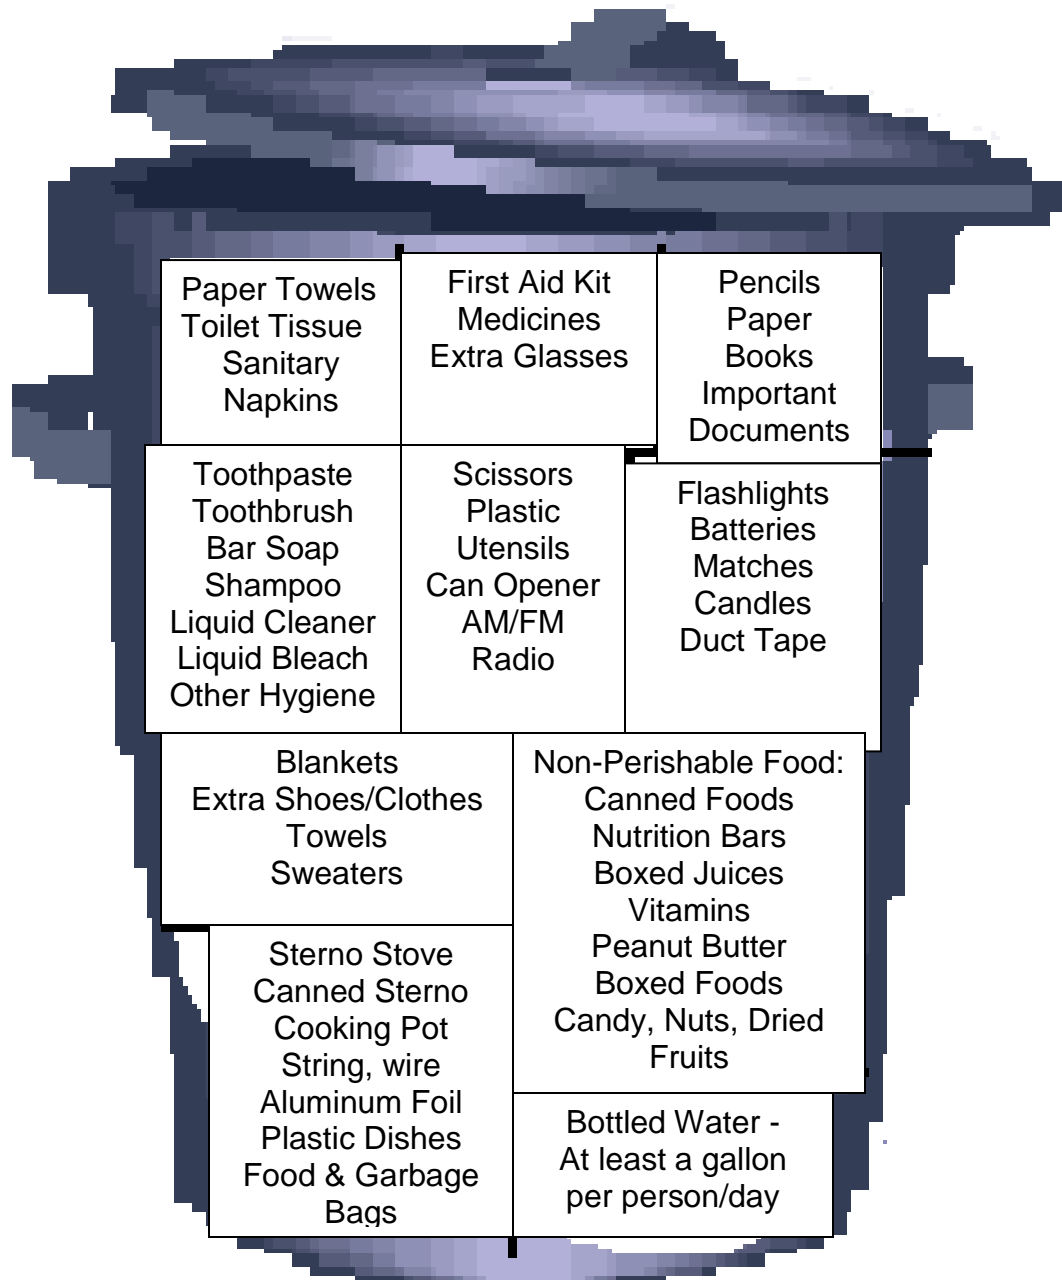 Paper Towels
Toilet Tissue
Sanitary
Napkins
First Aid Kit
Medicines
Extra Glasses
Pencils
Paper
Books
Important
Documents
Toothpaste
Toothbrush
Bar Soap
Shampoo
Liquid Cleaner
Liquid Bleach
Other Hygiene
Scissors
Plastic
Utensils
Can Opener
AM/FM
Radio
Flashlights
Batteries
Matches
Candles
Duct Tape
Blankets
Extra Shoes/Clothes
Towels
Sweaters
Non-Perishable Food:
Canned Foods
Nutrition Bars
Boxed Juices
Vitamins
Peanut Butter
Boxed Foods
Candy, Nuts, Dried
Fruits
Sterno Stove
Canned Sterno
Cooking Pot
String, wire
Aluminum Foil
Plastic Dishes
Food & Garbage
Bags
Bottled Water -
At least a gallon
per person/day